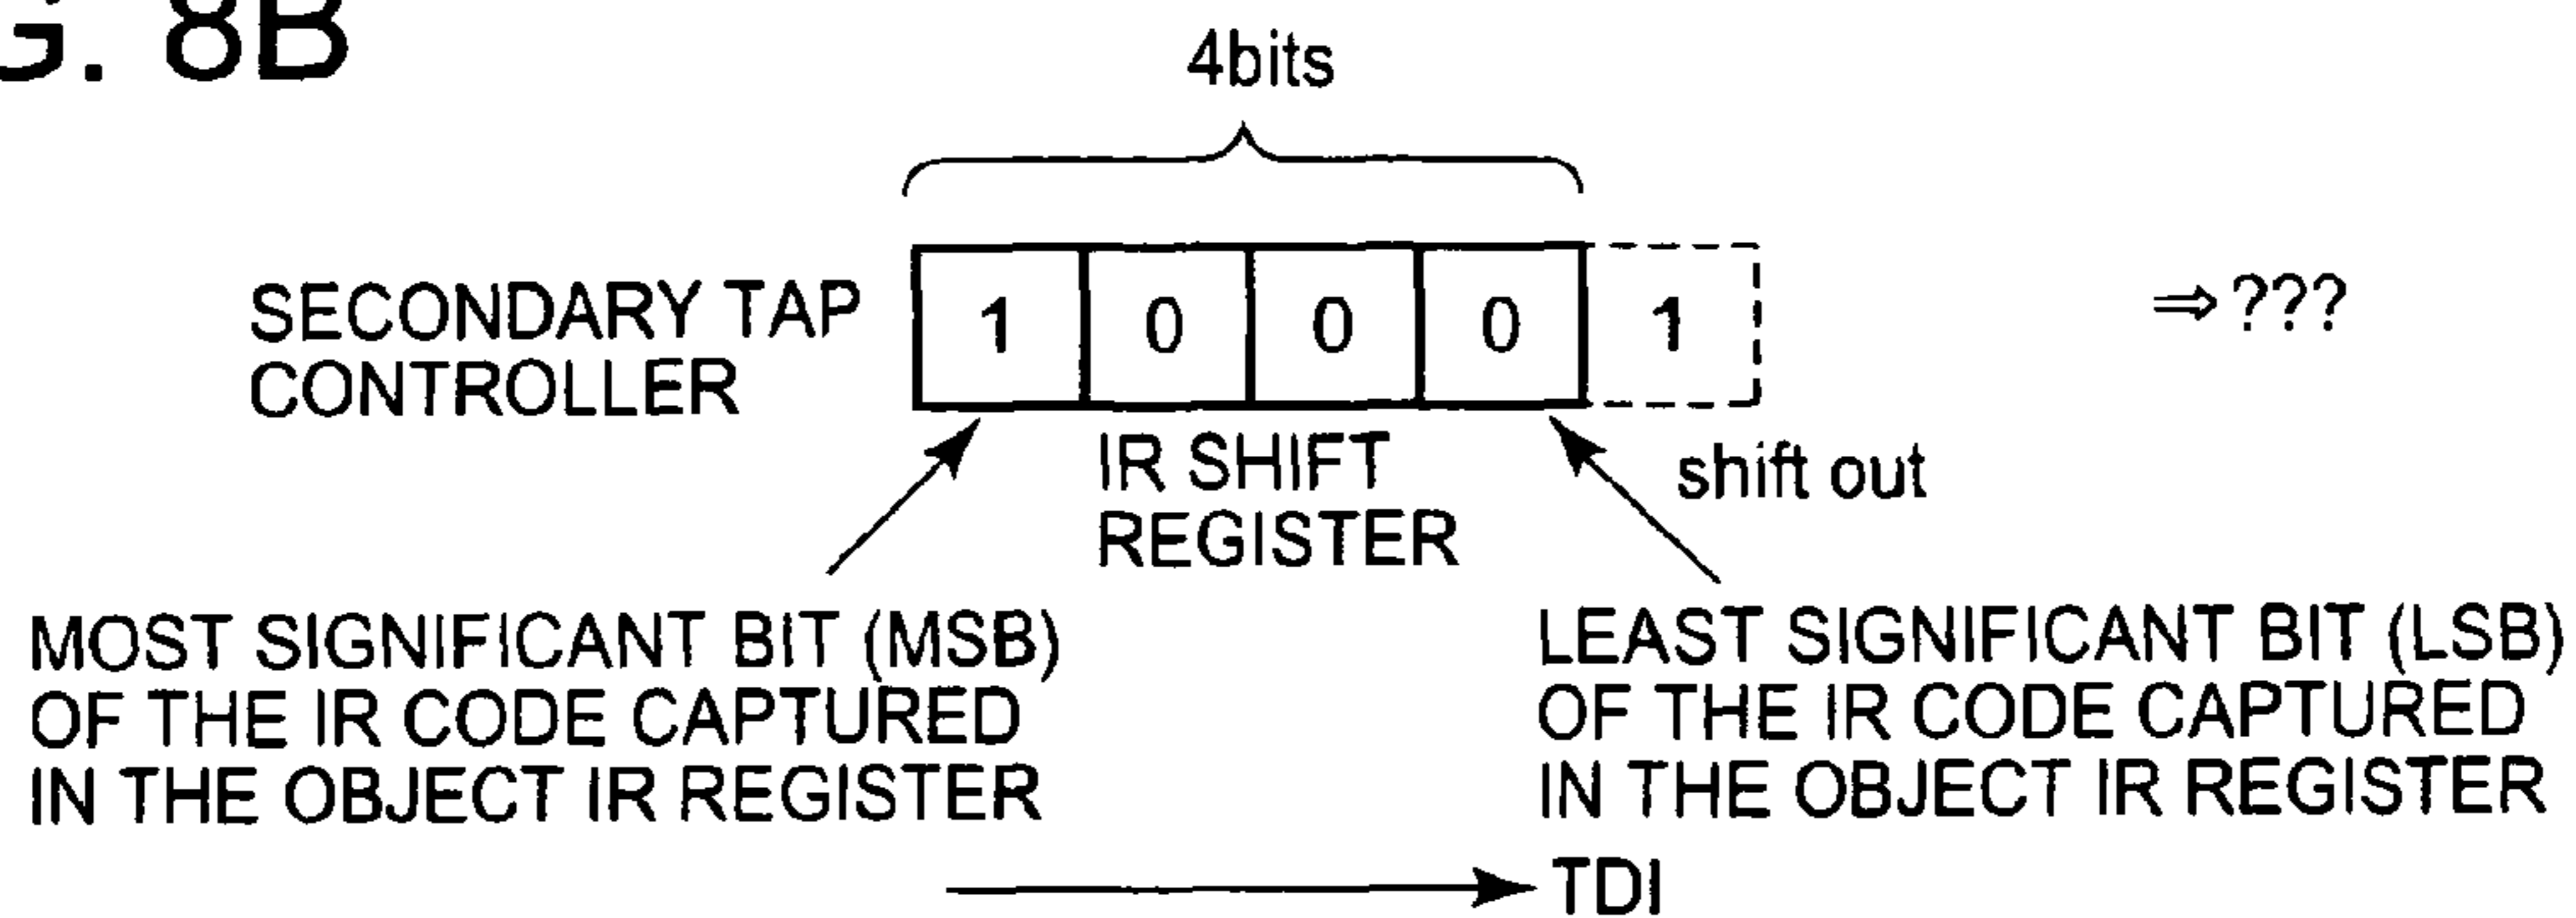 G. 8B
4bits
SECONDARY TAP
CONTROLLER
1 0 0 0 1
⇒ ???
IR SHIFT
REGISTER
shift out
MOST SIGNIFICANT BIT (MSB)
OF THE IR CODE CAPTURED
IN THE OBJECT IR REGISTER
LEAST SIGNIFICANT BIT (LSB)
OF THE IR CODE CAPTURED
IN THE OBJECT IR REGISTER
TDI